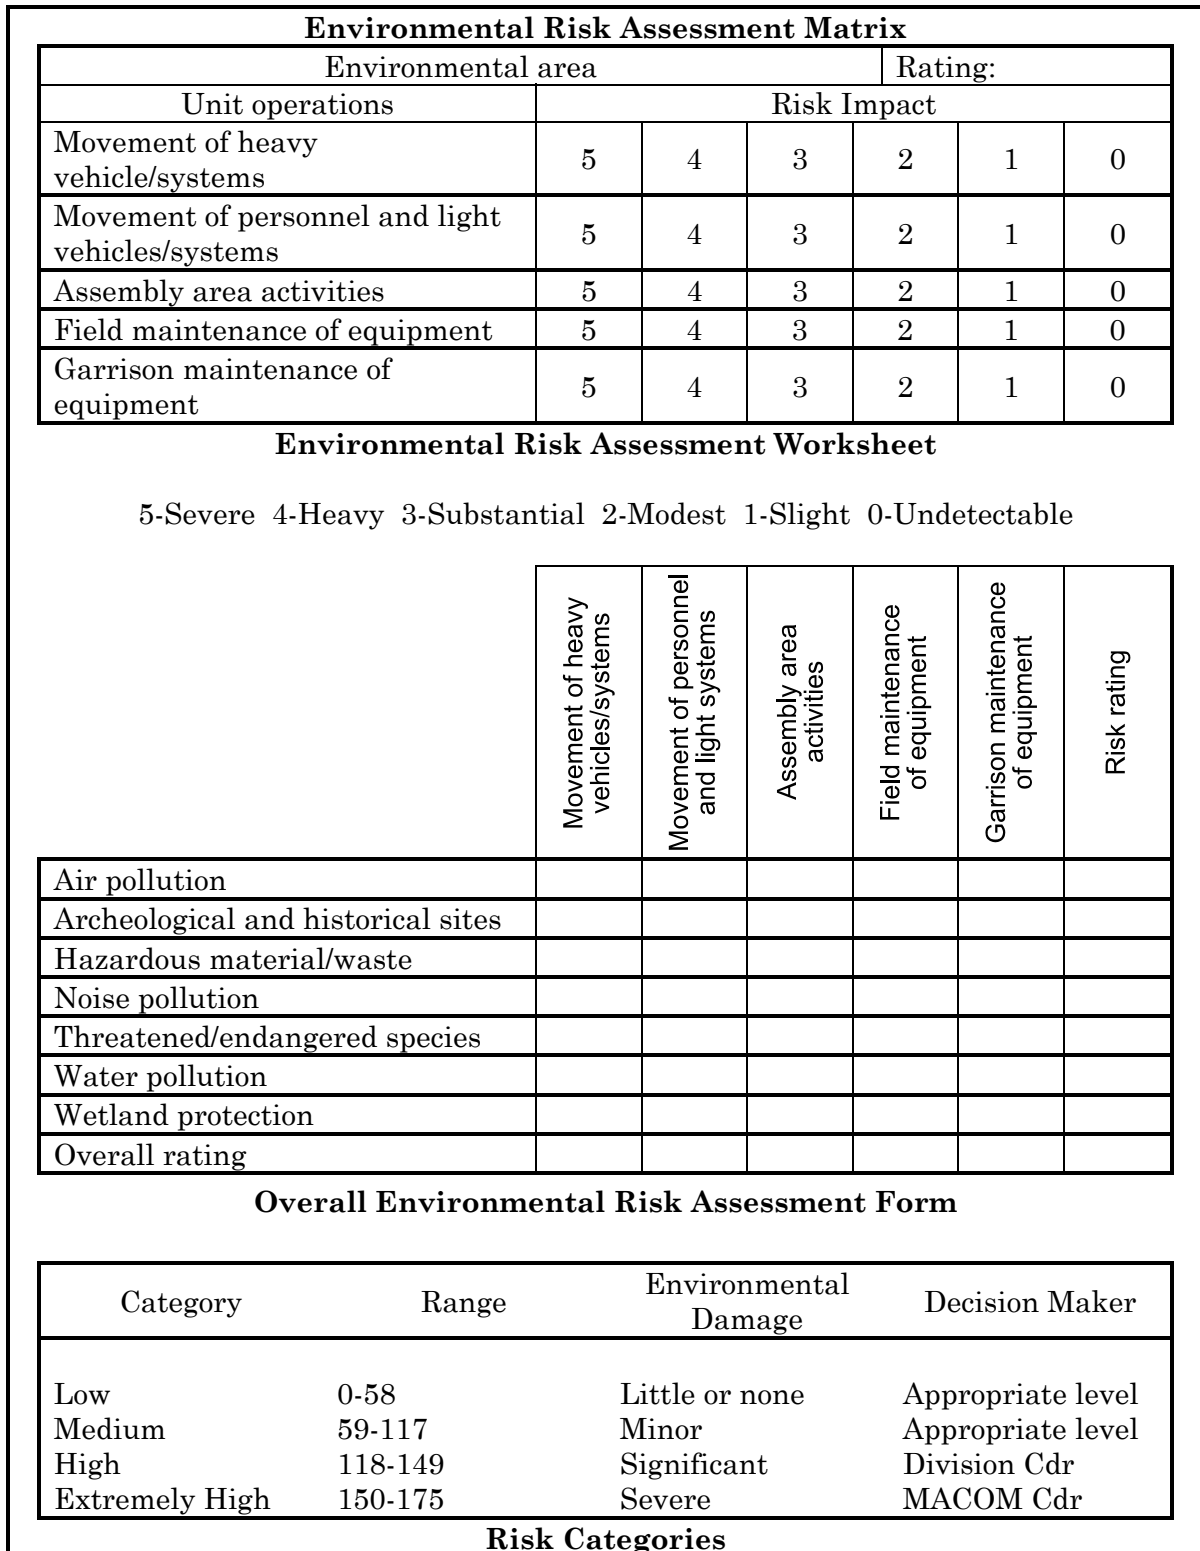 Environmental Risk Assessment Matrix
Environmental area Rating:
Unit operations Risk Impact
Movement of heavy
vehicle/systems 5 4 3 2 1 0
Movement of personnel and light
vehicles/systems 5 4 3 2 1 0
Assembly area activities 5 4 3 2 1 0
Field maintenance of equipment 5 4 3 2 1 0
Garrison maintenance of
equipment 5 4 3 2 1 0
Environmental Risk Assessment Worksheet
5-Severe 4-Heavy 3-Substantial 2-Modest 1-Slight 0-Undetectable
Movement of heavy
vehicles/systems
Movement of personnel
and light systems
Assembly area
activities
Field maintenance
of equipment
Garrison maintenance
of equipment
Risk rating
Air pollution
Archeological and historical sites
Hazardous material/waste
Noise pollution
Threatened/endangered species
Water pollution
Wetland protection
Overall rating
Overall Environmental Risk Assessment Form
Category Range Environmental
Damage Decision Maker
Low 0-58 Little or none Appropriate level
Medium 59-117 Minor Appropriate level
High 118-149 Significant Division Cdr
Extremely High 150-175 Severe MACOM Cdr
Risk Categories